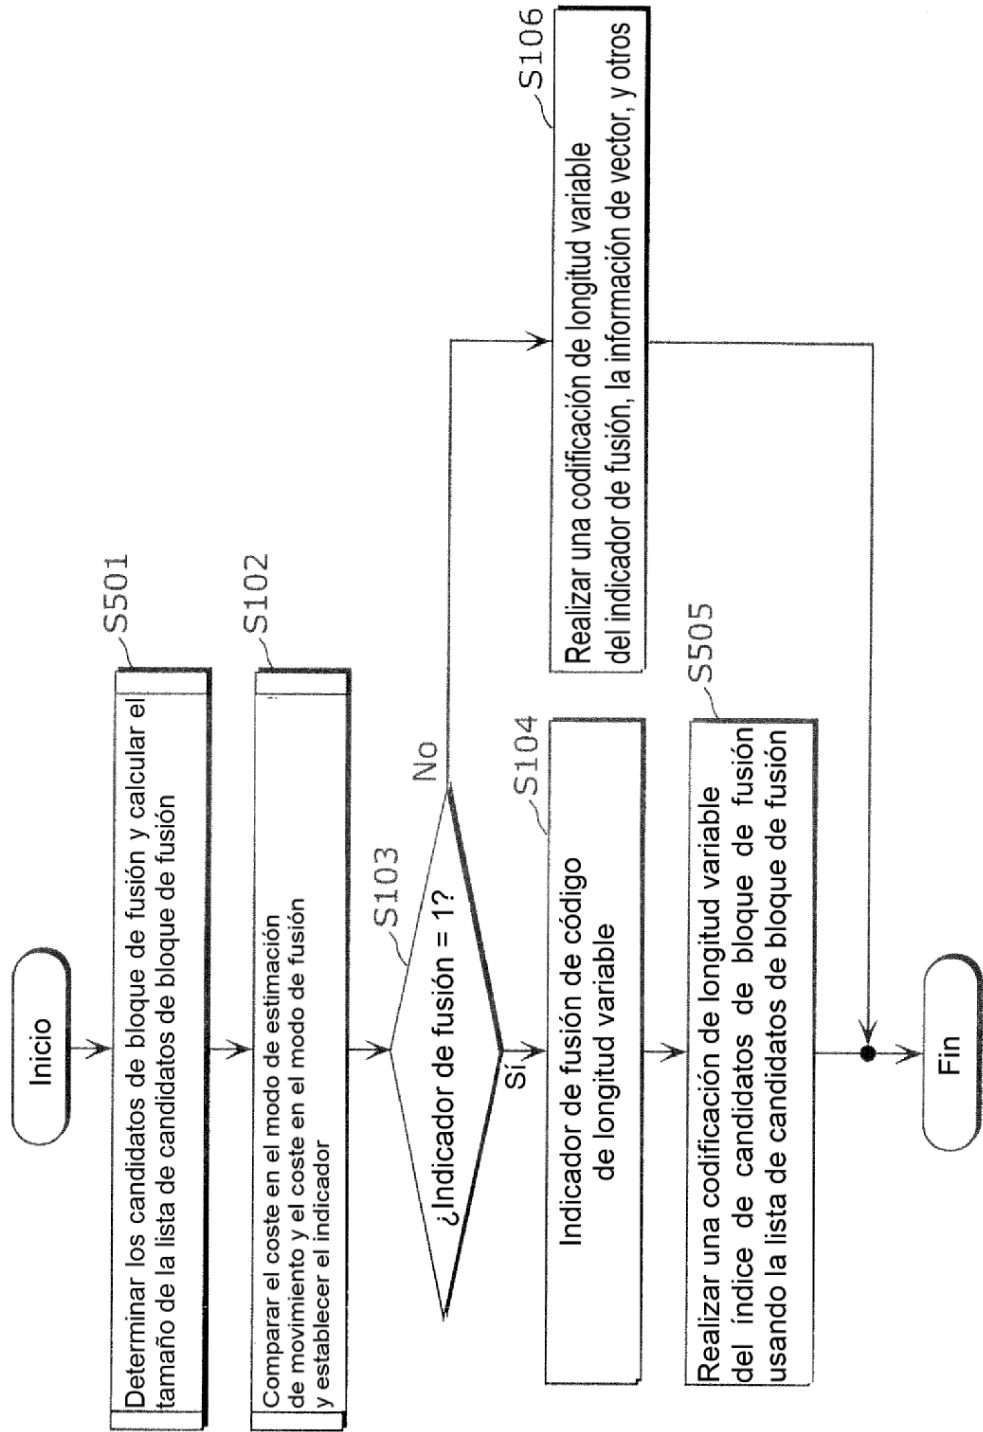 Inicio
S501
Determinar los candidatos de bloque de fusión y calcular el
tamaño de la lista de candidatos de bloque de fusión
S102
Comparar el coste en el modo de estimación
de movimiento y el coste en el modo de fusión
y establecer el indicador
S103
¿Indicador de fustión = 1?
No
Sí
S104
Indicador de fusión de código
de longitud variable
S106
Realizar una codificación de longitud variable
del indicador de fusión, la información de vector, y otros
S505
Realizar una codificación de longitud variable
del índice de candidatos de bloque de fusión
usando la lista de candidatos de bloque de fusión
Fin